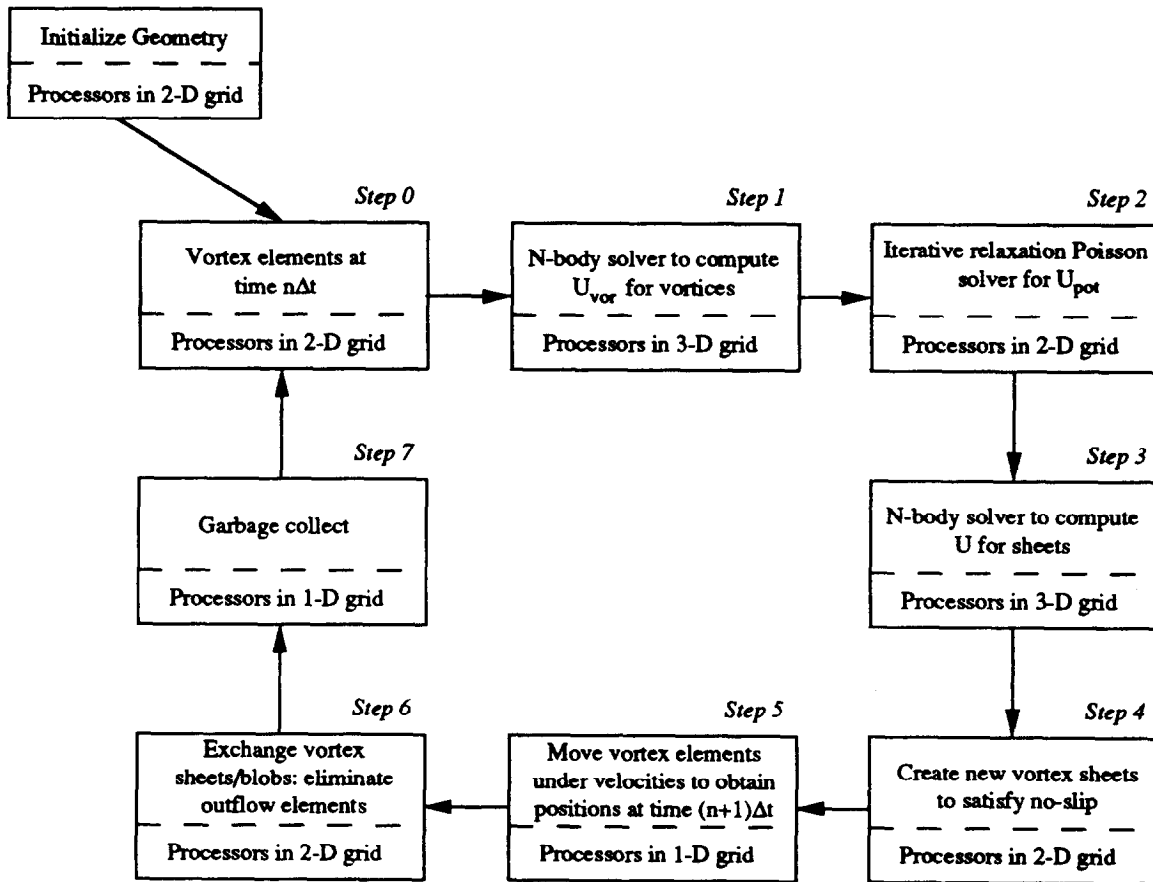 Initialize Geometry
Processors in 2-D grid
Step 0
Vortex elements at
time nΔt
Processors in 2-D grid
Step 1
N-body solver to compute
U_vor for vortices
Processors in 3-D grid
Step 2
Iterative relaxation Poisson
solver for U_pot
Processors in 2-D grid
Step 3
N-body solver to compute
U for sheets
Processors in 3-D grid
Step 4
Create new vortex sheets
to satisfy no-slip
Processors in 2-D grid
Step 5
Move vortex elements
under velocities to obtain
positions at time (n+1)Δt
Processors in 1-D grid
Step 6
Exchange vortex
sheets/blobs: eliminate
outflow elements
Processors in 2-D grid
Step 7
Garbage collect
Processors in 1-D grid